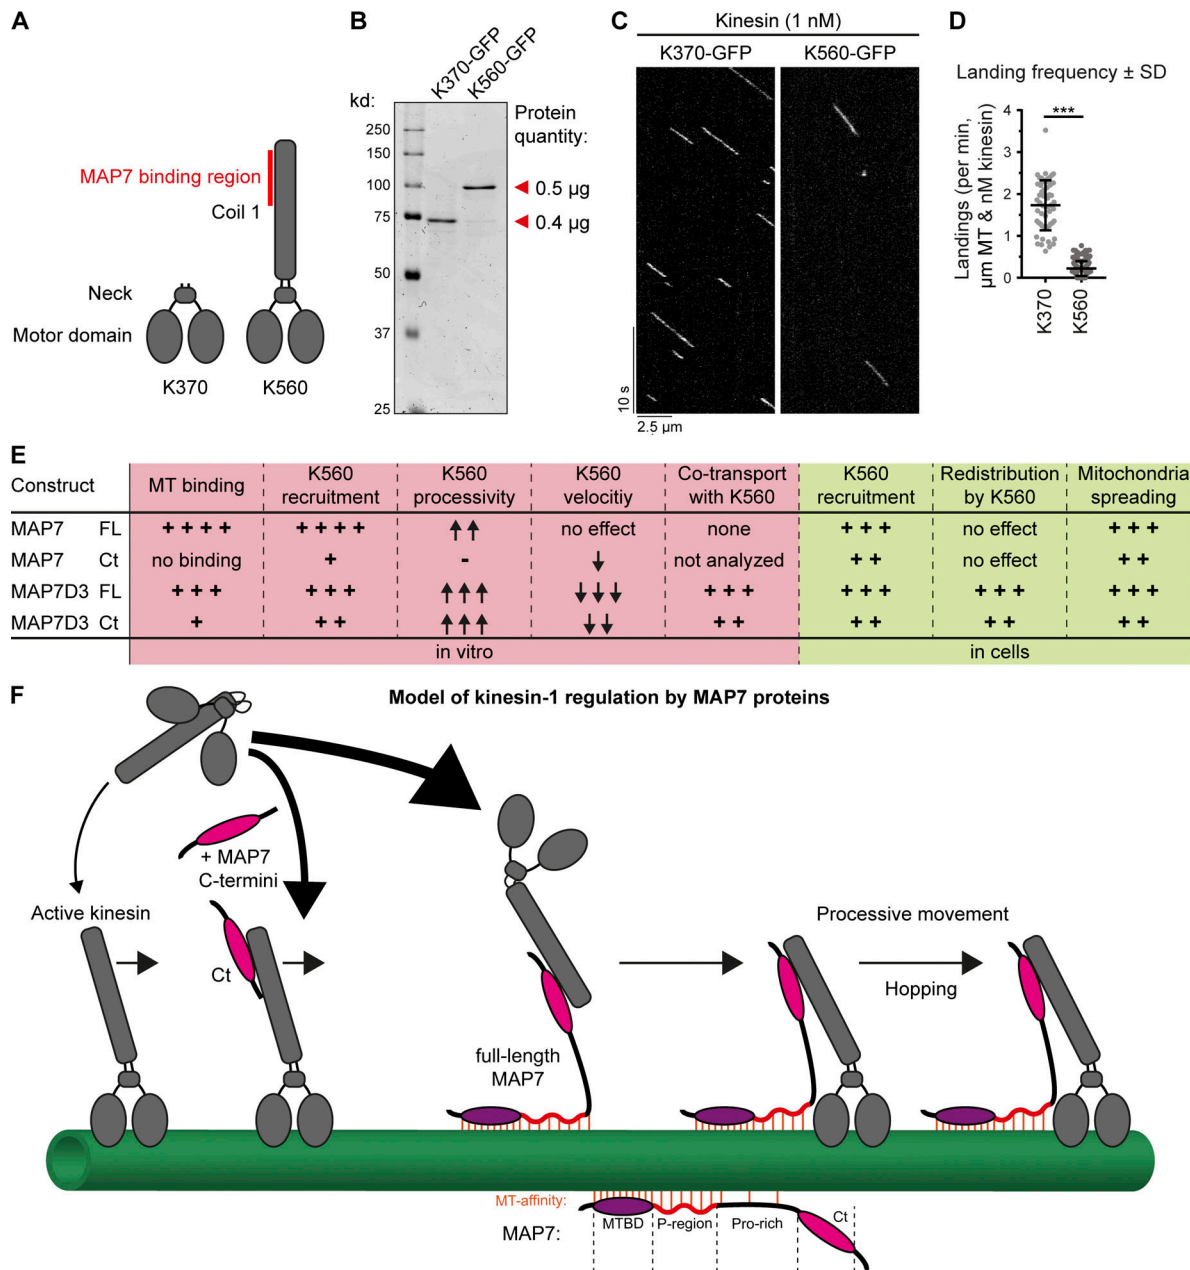 A
MAP7 binding region
Coil 1
Neck
Motor domain
K370
K560
B
K370-GFP
K560-GFP
kd:
Protein
quantity:
250
150
100
75
50
37
25
0.5 µg
0.4 µg
C
Kinesin (1 nM)
K370-GFP
K560-GFP
10 s
2.5 µm
D
Landing frequency ± SD
Landings (per min,
µm MT & nM kinesin)
4
3
2
1
0
***
K370
K560
E
Construct
MT binding
K560
recruitment
K560
processivity
K560
velocitiy
Co-transport
with K560
K560
recruitment
Redistribution
by K560
Mitochondria
spreading
MAP7 FL ++++ ++++ ↑↑ no effect none +++ no effect +++
MAP7 Ct no binding + - ↓ not analyzed ++ no effect ++
MAP7D3 FL +++ +++ ↑↑↑ ↓↓↓ +++ +++ +++ +++
MAP7D3 Ct + ++ ↑↑↑ ↓↓ ++ ++ ++ ++
in vitro
in cells
F
Model of kinesin-1 regulation by MAP7 proteins
+ MAP7
C-termini
Active kinesin
Ct
full-length
MAP7
Processive movement
Hopping
MT-affinity:
MAP7:
MTBD
P-region
Pro-rich
Ct